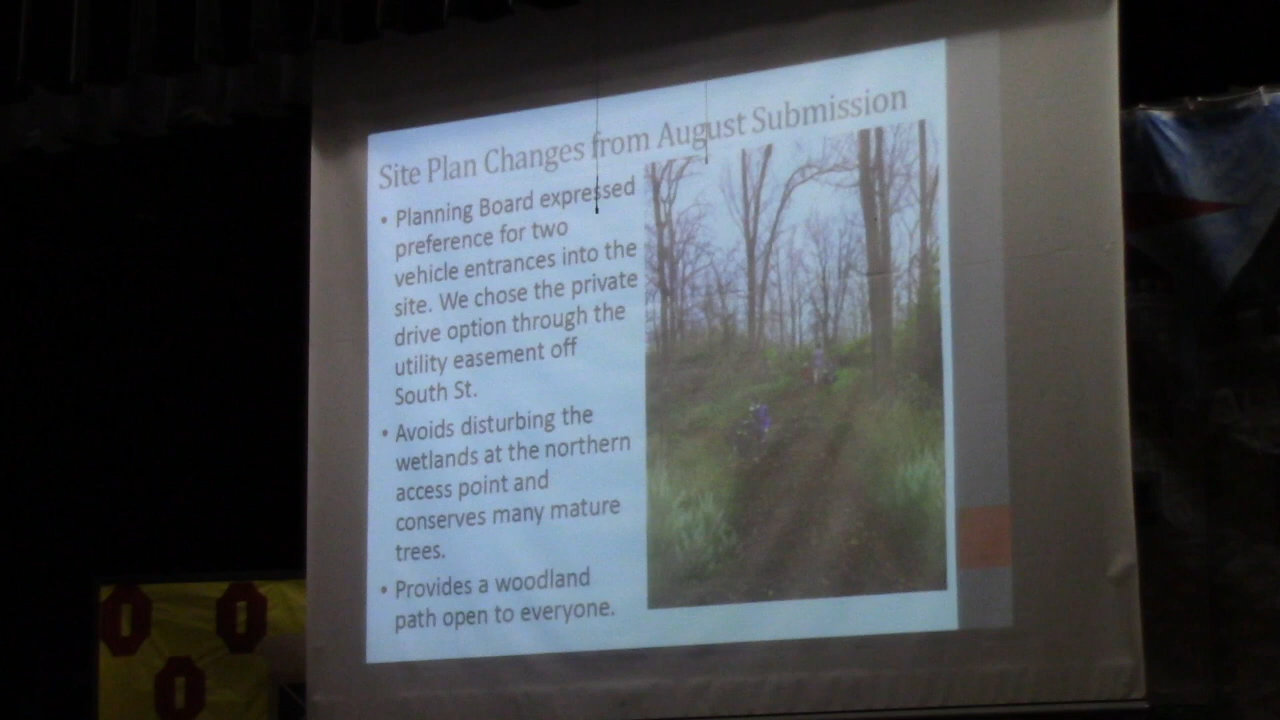 Site Plan Changes from August Submission
• Planning Board expressed
preference for two
vehicle entrances into the
site. We chose the private
drive option through the
utility easement off
South St.
• Avoids disturbing the
wetlands at the northern
access point and
conserves many mature
trees.
• Provides a woodland
path open to everyone.
O
O
O